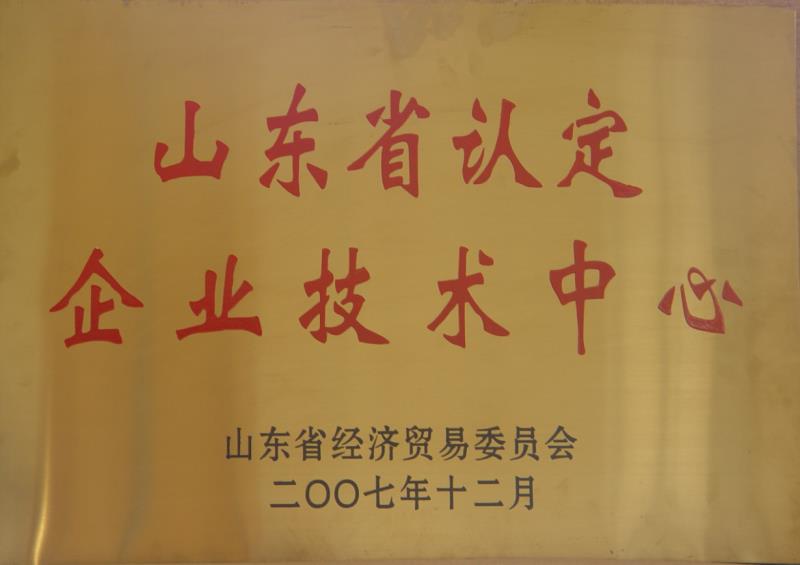 山东省认定
企业技术中心
山东省经济贸易委员会
二〇〇七年十二月